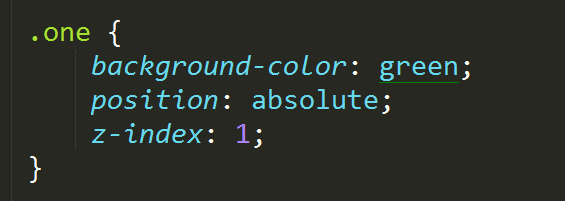 .one {
    background-color: green;
    position: absolute;
    z-index: 1;
}